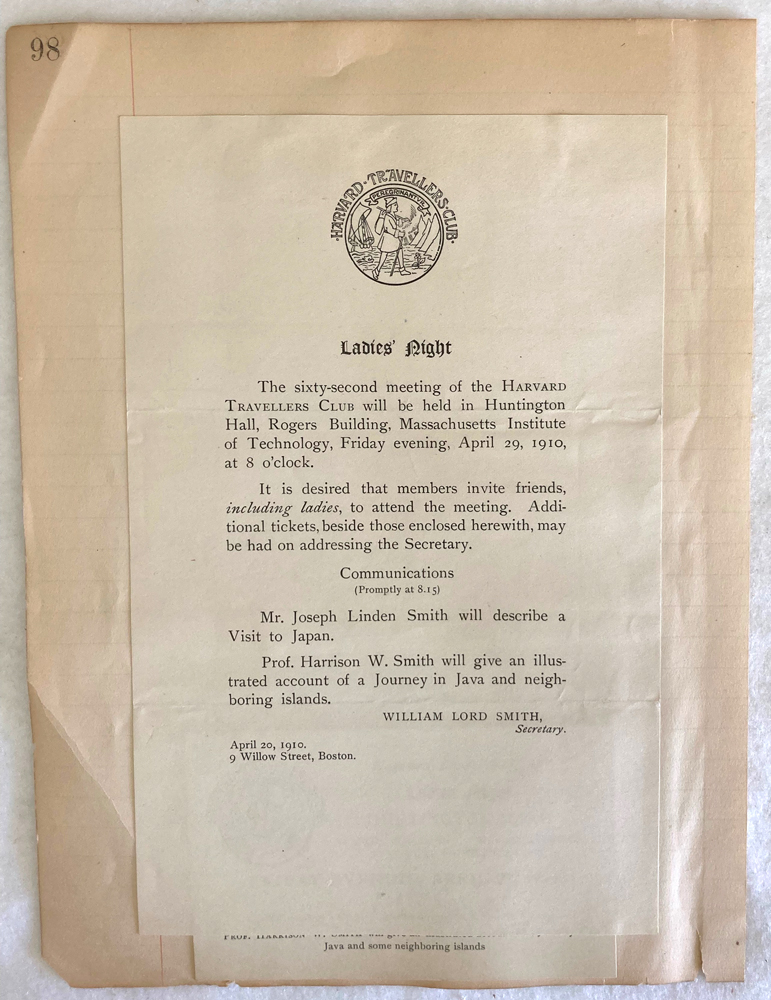 98
·HARVARD·TRAVELLERS·CLUB·
Ladies' Night
The sixty-second meeting of the HARVARD
TRAVELLERS CLUB will be held in Huntington
Hall, Rogers Building, Massachusetts Institute
of Technology, Friday evening, April 29, 1910,
at 8 o'clock.
It is desired that members invite friends,
including ladies, to attend the meeting. Addi-
tional tickets, beside those enclosed herewith, may
be had on addressing the Secretary.
Communications
(Promptly at 8.15)
Mr. Joseph Linden Smith will describe a
Visit to Japan.
Prof. Harrison W. Smith will give an illus-
trated account of a Journey in Java and neigh-
boring islands.
WILLIAM LORD SMITH,
Secretary.
April 20, 1910.
9 Willow Street, Boston.
Java and some neighboring islands